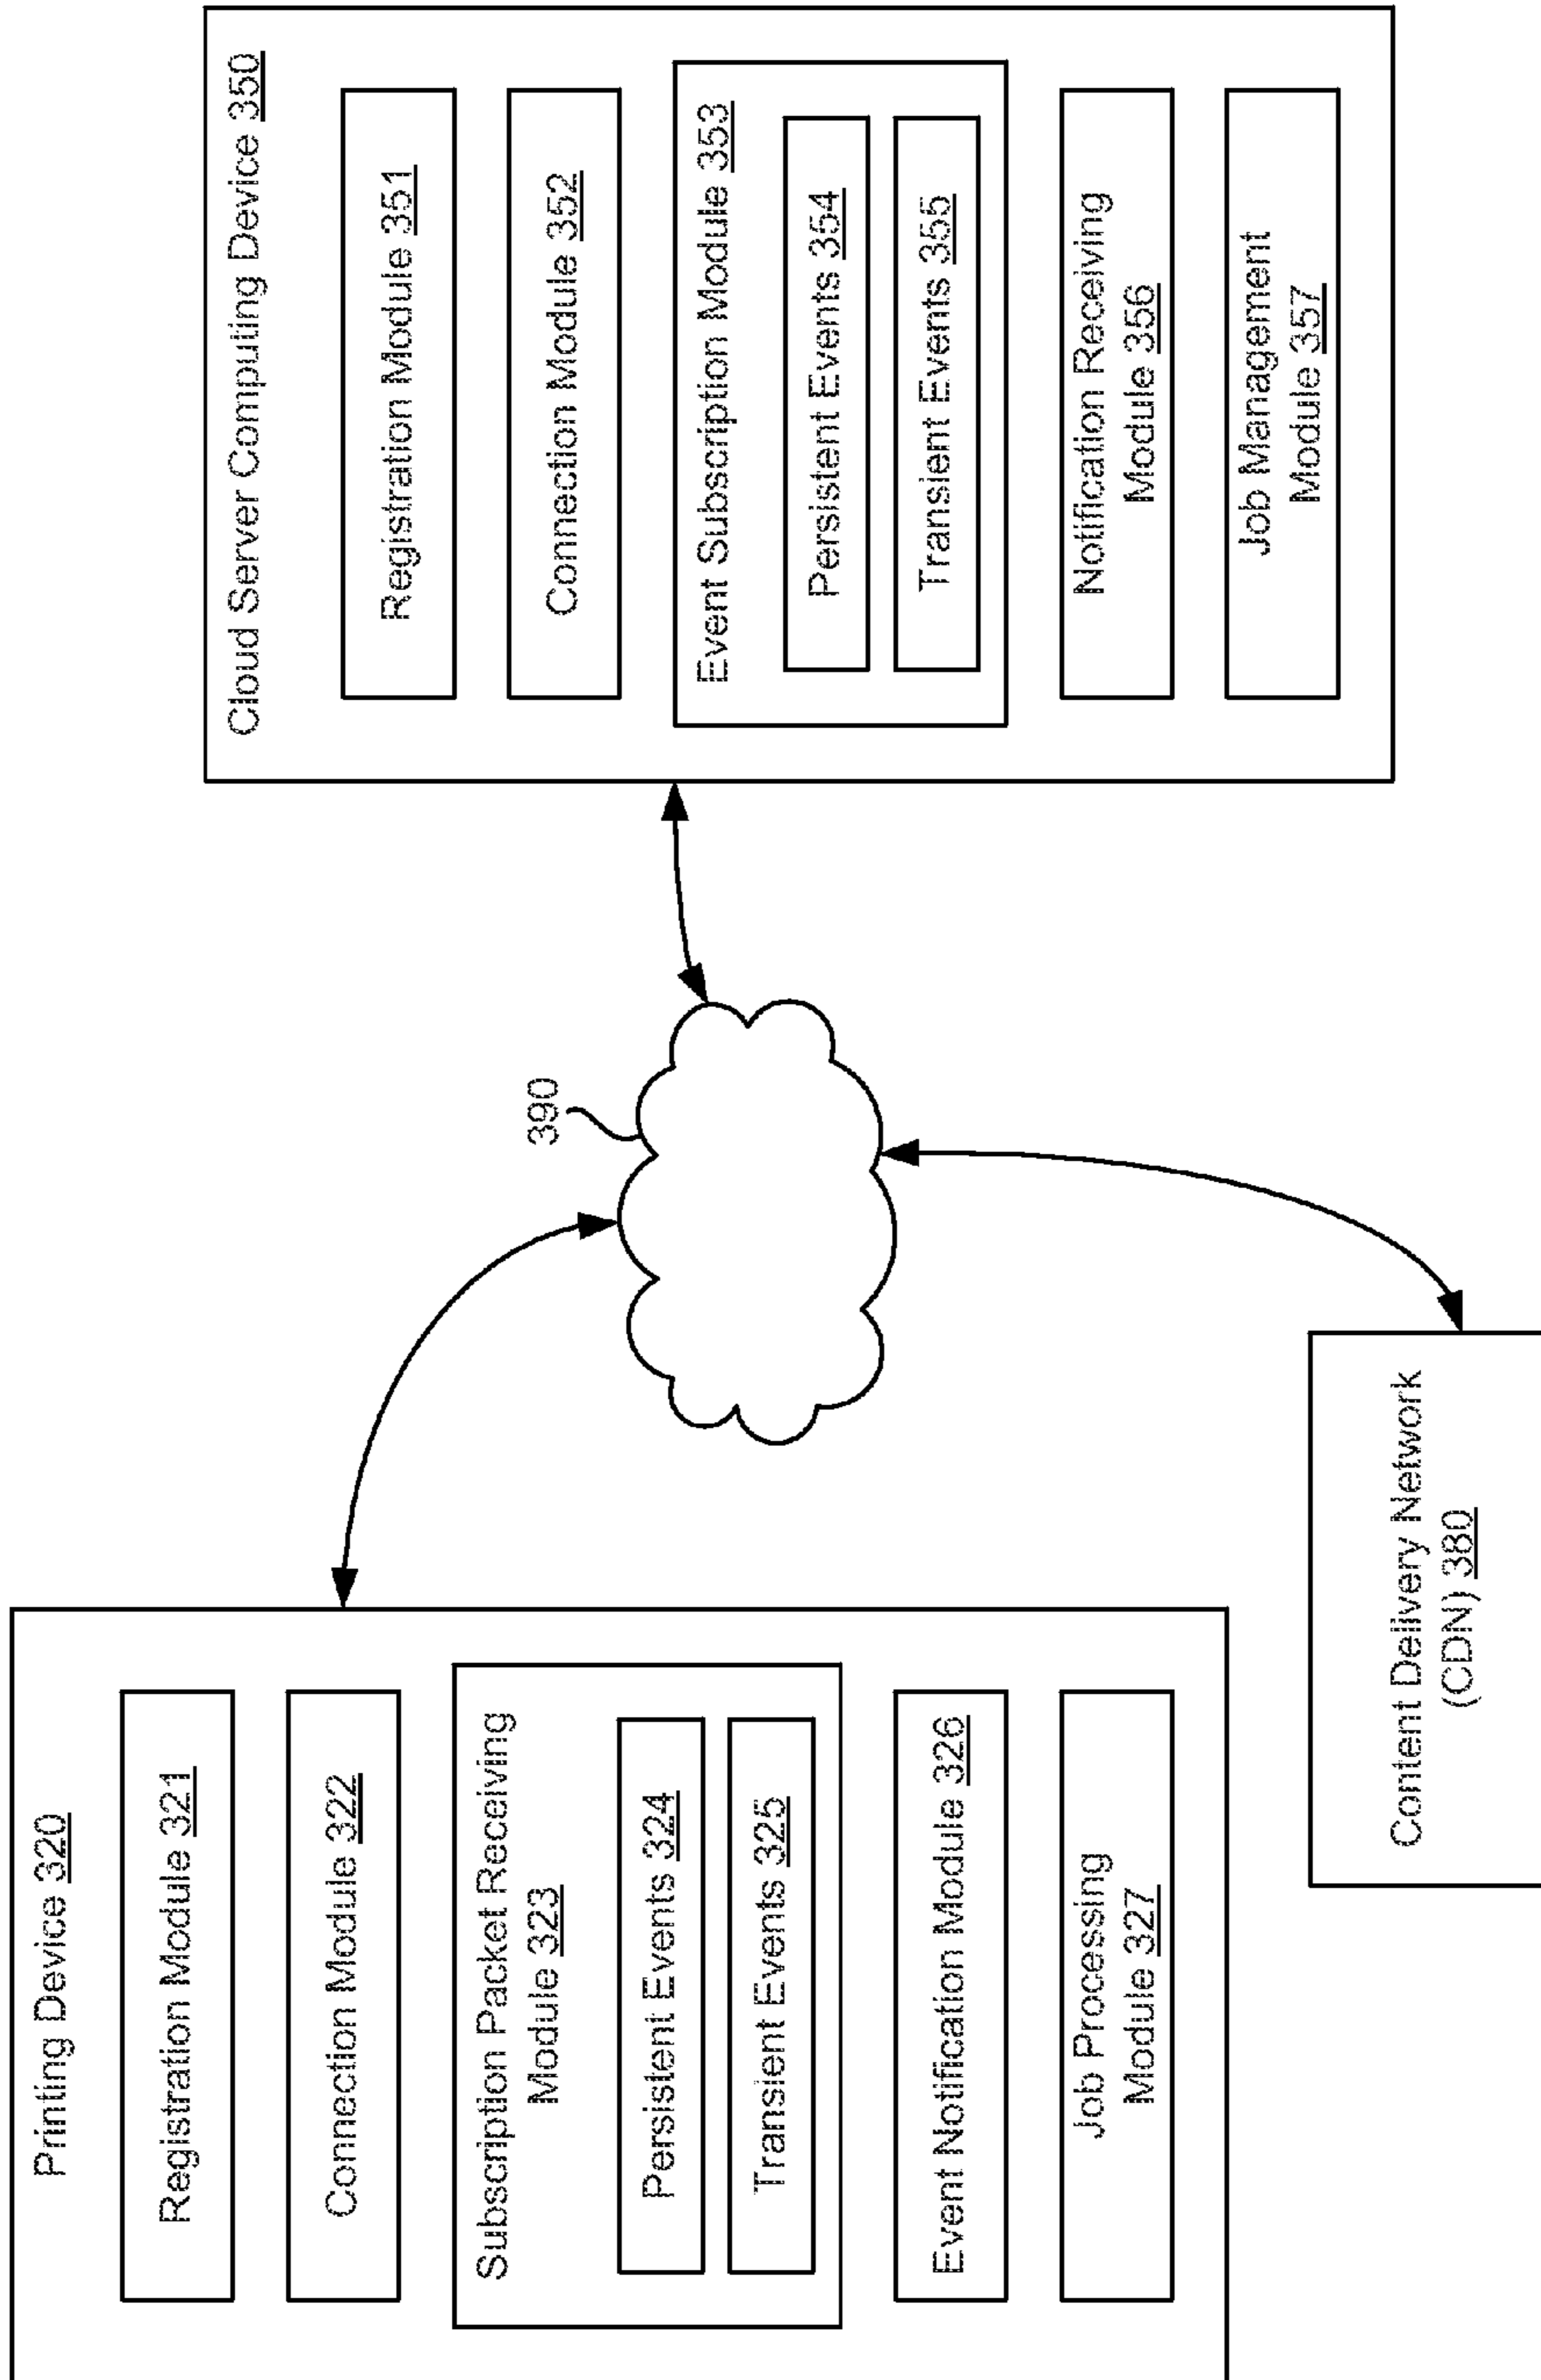 Printing Device 320
Registration Module 321
Connection Module 322
Subscription Packet Receiving
Module 323
Persistent Events 324
Transient Events 325
Event Notification Module 326
Job Processing
Module 327
390
Content Delivery Network
(CDN) 380
Cloud Server Computing Device 350
Registration Module 351
Connection Module 352
Event Subscription Module 353
Persistent Events 354
Transient Events 355
Notification Receiving
Module 356
Job Management
Module 357